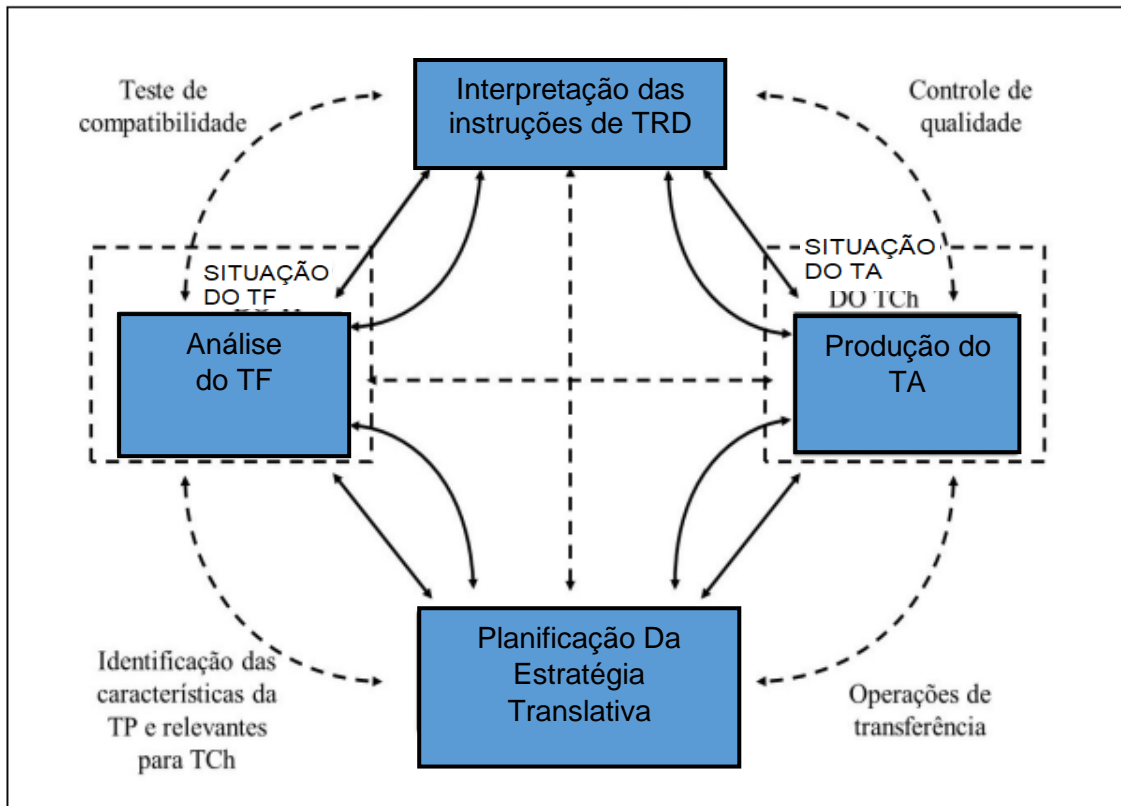 Interpretação das
instruções de TRD
Teste de
compatibilidade
Controle de
qualidade
SITUAÇÃO
DO TF
SITUAÇÃO
DO TA
DO TCh
Análise
do TF
Produção do
TA
Planificação Da
Estratégia
Translativa
Identificação das
características da
TP e relevantes
para TCh
Operações de
transferência